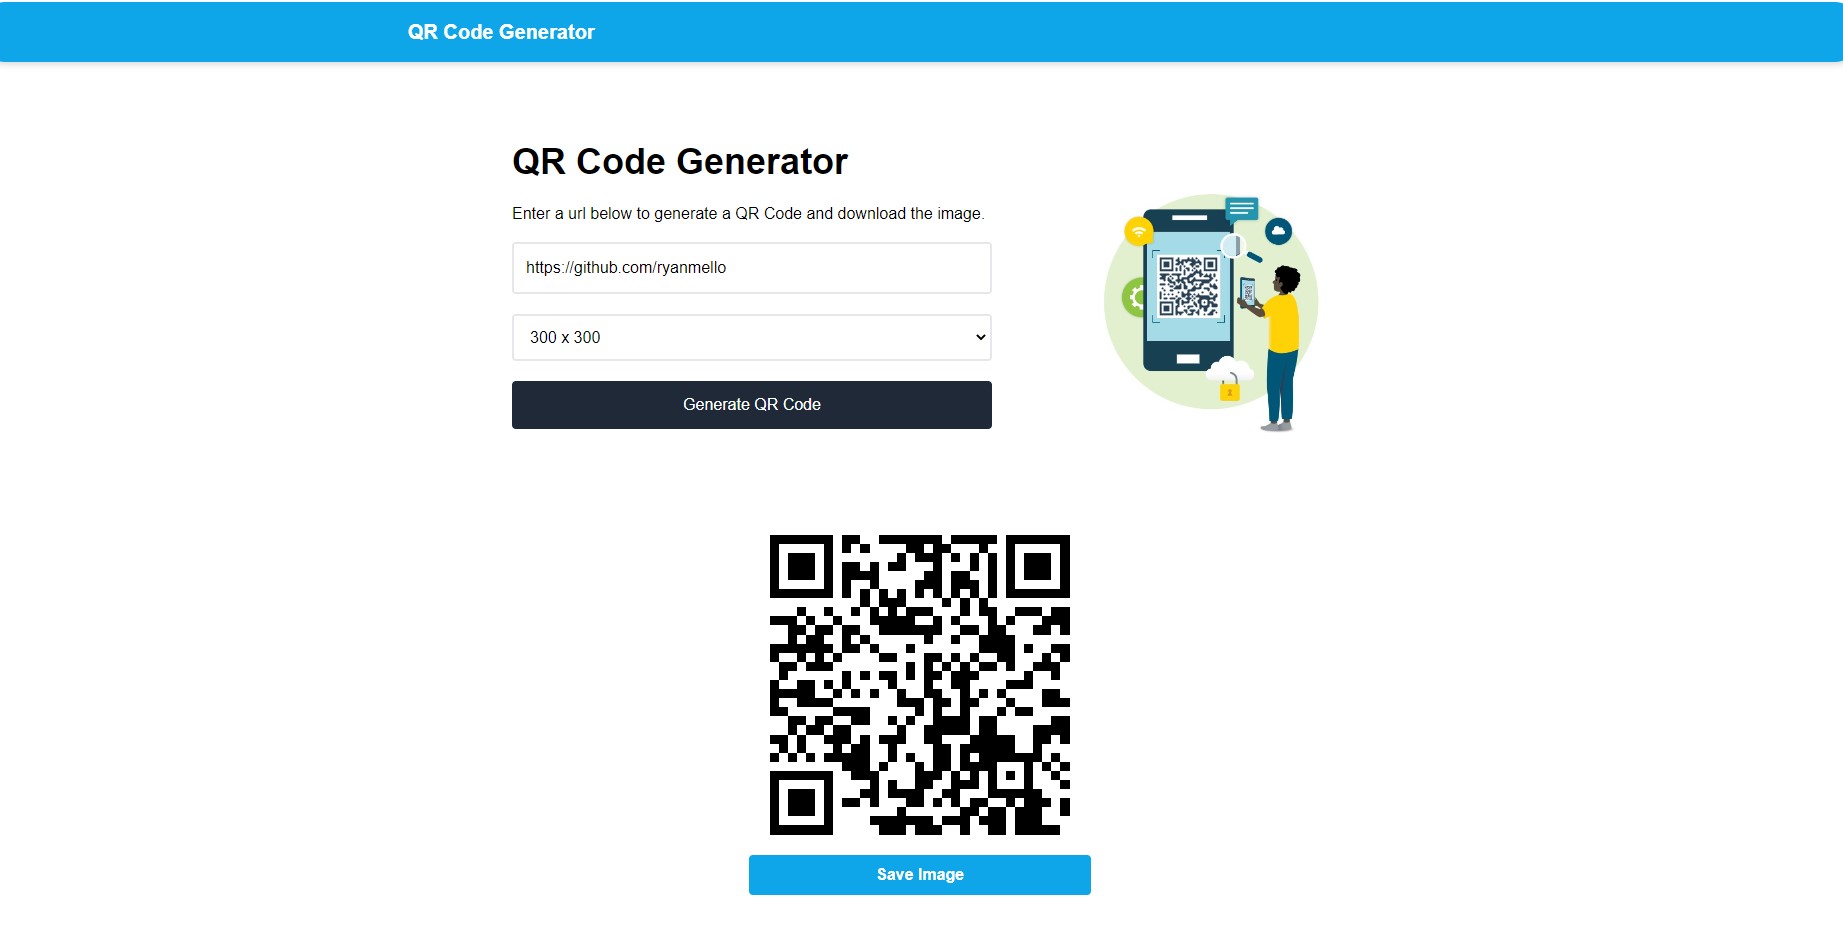 QR Code Generator
QR Code Generator
Enter a url below to generate a QR Code and download the image.
https://github.com/ryanmello
300 x 300
Generate QR Code
Save Image